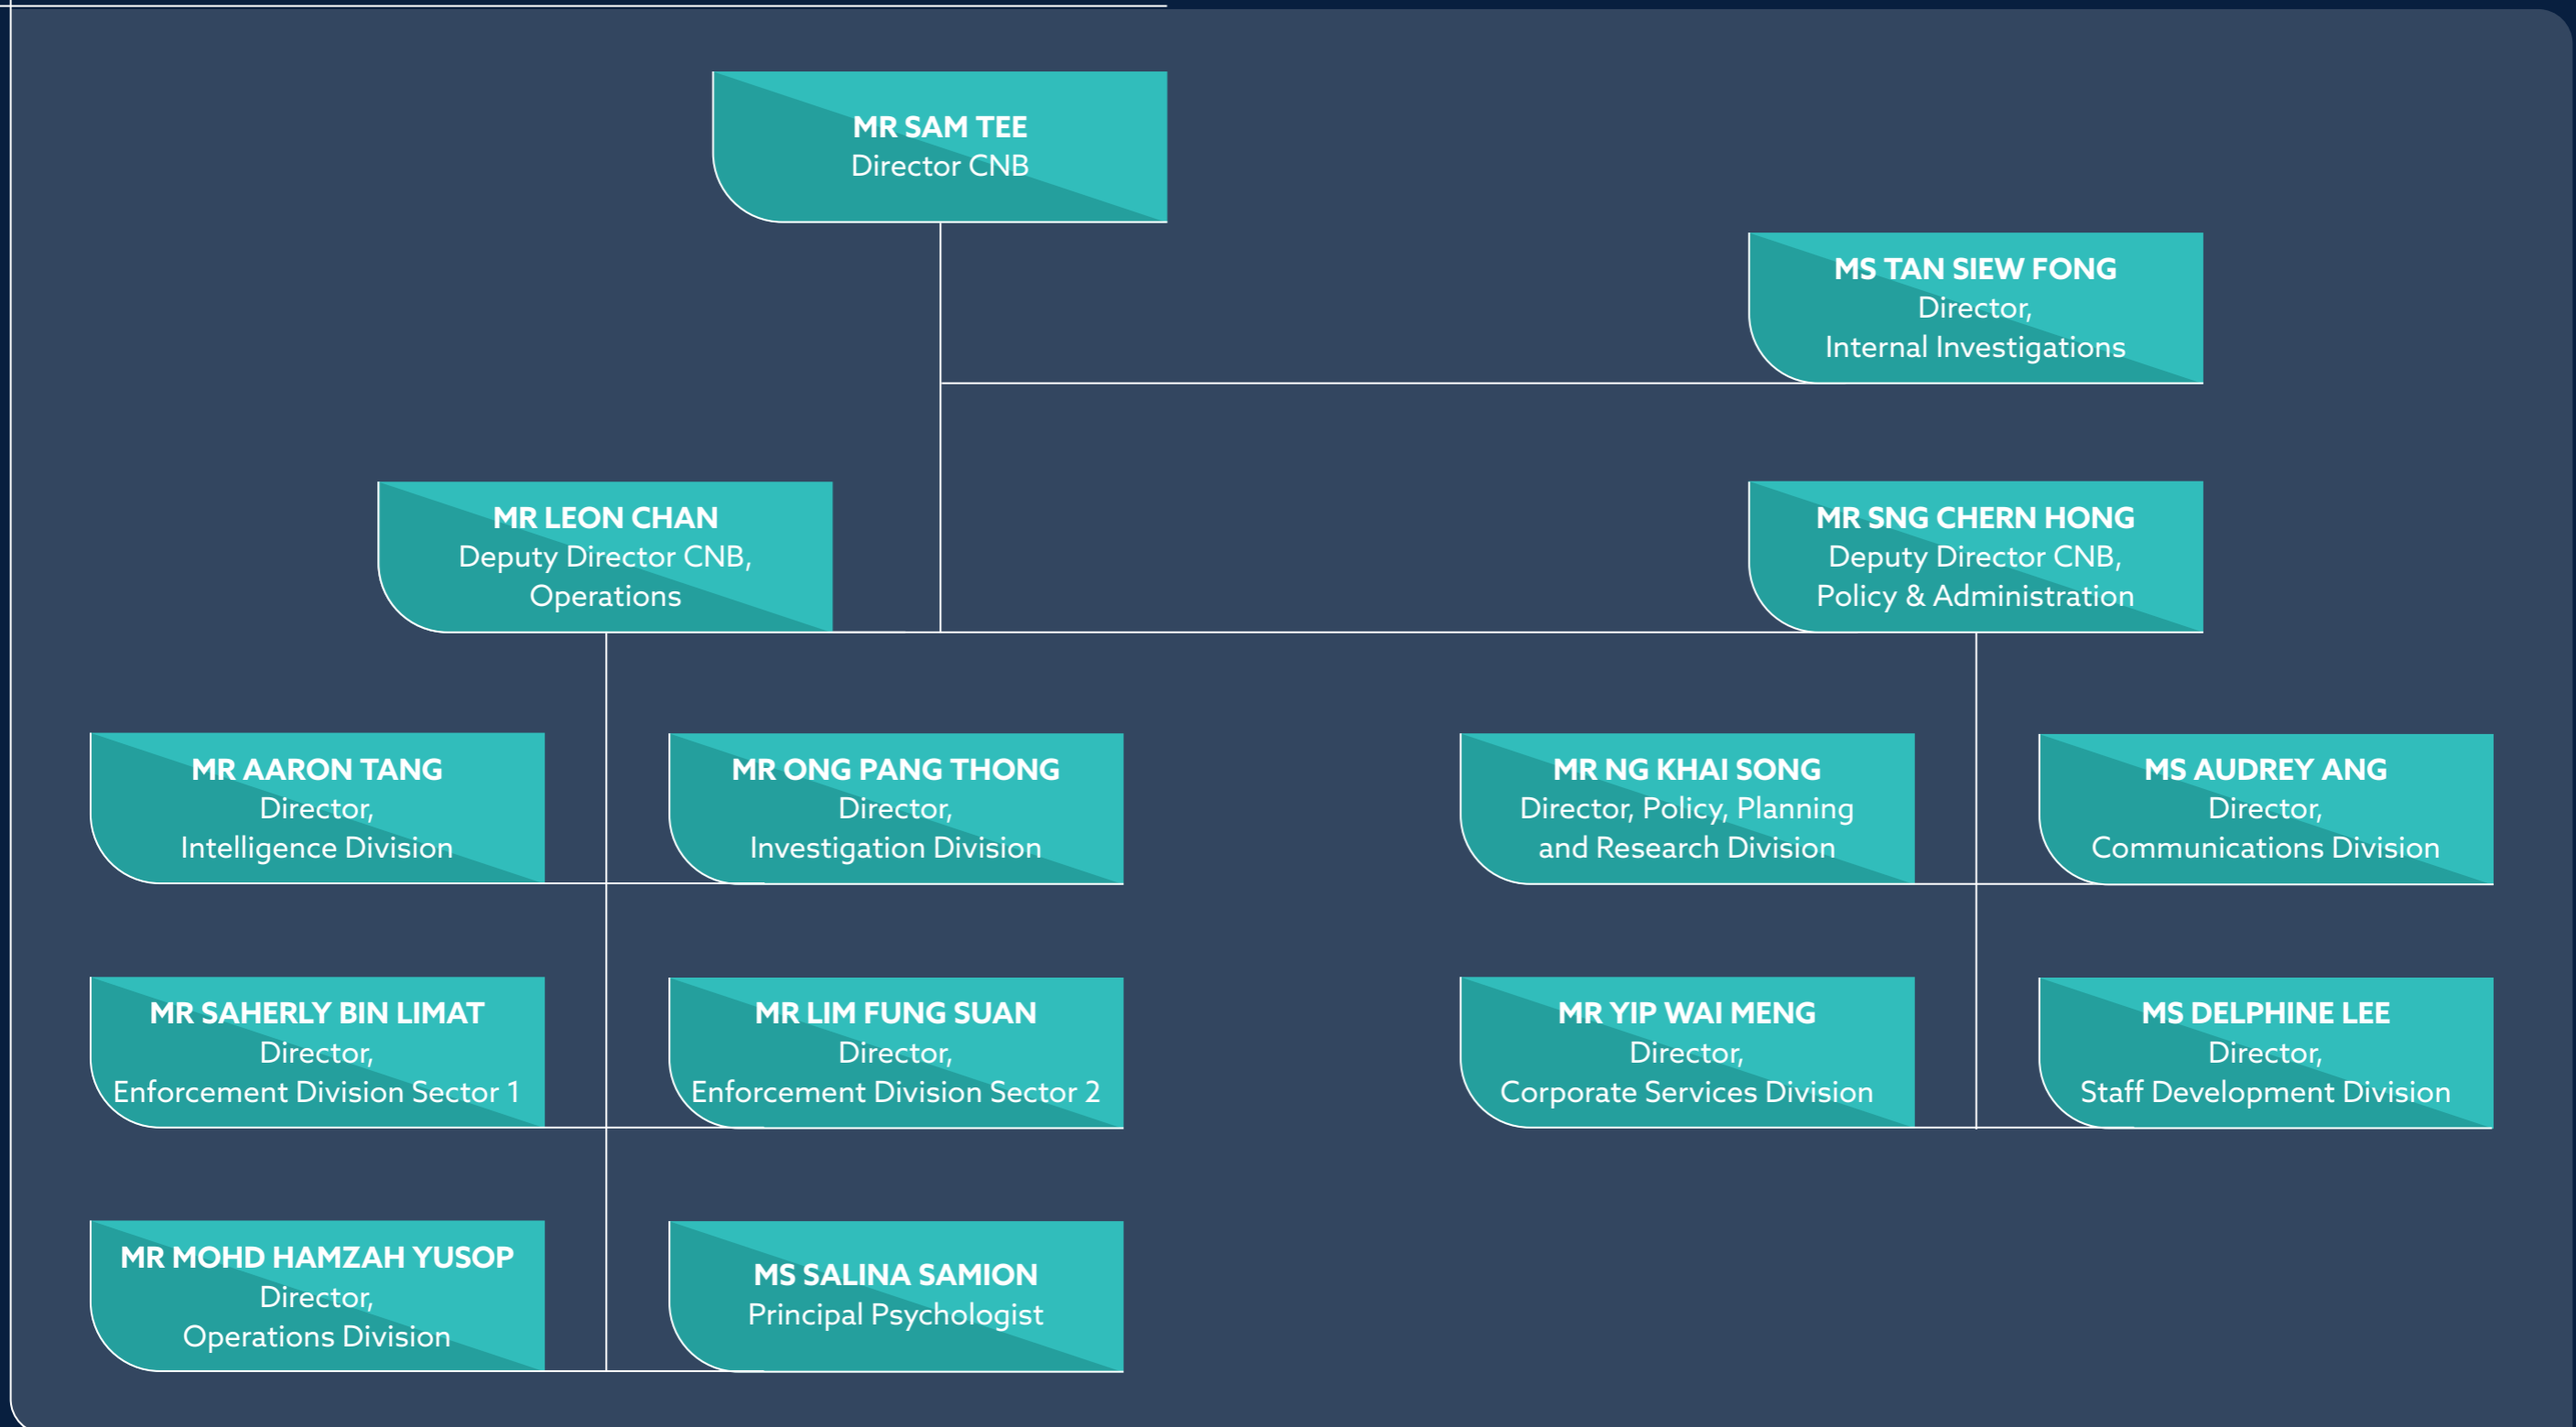 MR SAM TEE
Director CNB
MS TAN SIEW FONG
Director,
Internal Investigations
MR LEON CHAN
Deputy Director CNB,
Operations
MR SNG CHERN HONG
Deputy Director CNB,
Policy & Administration
MR AARON TANG
Director,
Intelligence Division
MR ONG PANG THONG
Director,
Investigation Division
MR NG KHAI SONG
Director, Policy, Planning
and Research Division
MS AUDREY ANG
Director,
Communications Division
MR SAHERLY BIN LIMAT
Director,
Enforcement Division Sector 1
MR LIM FUNG SUAN
Director,
Enforcement Division Sector 2
MR YIP WAI MENG
Director,
Corporate Services Division
MS DELPHINE LEE
Director,
Staff Development Division
MR MOHD HAMZAH YUSOP
Director,
Operations Division
MS SALINA SAMION
Principal Psychologist